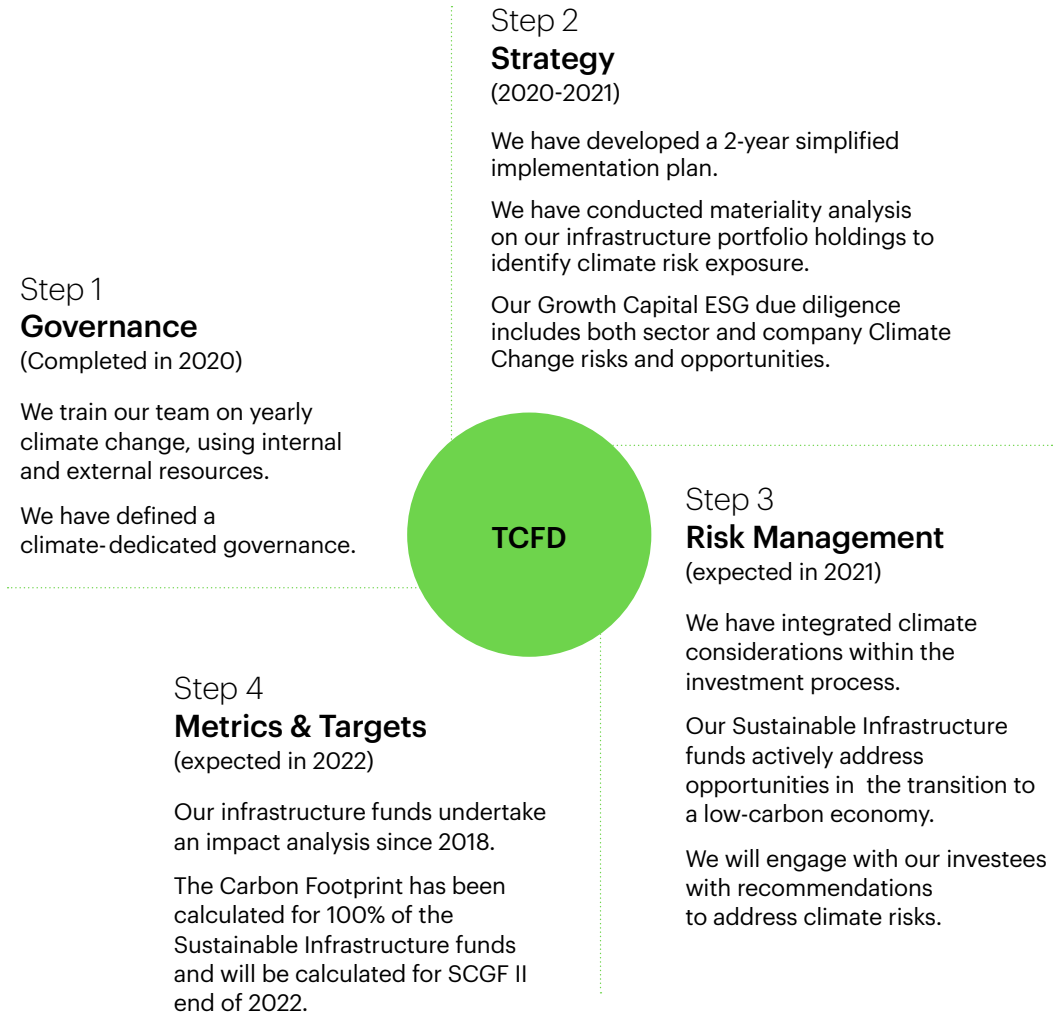 Step 1
Governance
(Completed in 2020)
We train our team on yearly
climate change, using internal
and external resources.
We have defined a
climate-dedicated governance.
Step 2
Strategy
(2020-2021)
We have developed a 2-year simplified
implementation plan.
We have conducted materiality analysis
on our infrastructure portfolio holdings to
identify climate risk exposure.
Our Growth Capital ESG due diligence
includes both sector and company Climate
Change risks and opportunities.
TCFD
Step 3
Risk Management
(expected in 2021)
We have integrated climate
considerations within the
investment process.
Our Sustainable Infrastructure
funds actively address
opportunities in the transition to
a low-carbon economy.
We will engage with our investees
with recommendations
to address climate risks.
Step 4
Metrics & Targets
(expected in 2022)
Our infrastructure funds undertake
an impact analysis since 2018.
The Carbon Footprint has been
calculated for 100% of the
Sustainable Infrastructure funds
and will be calculated for SCGF II
end of 2022.